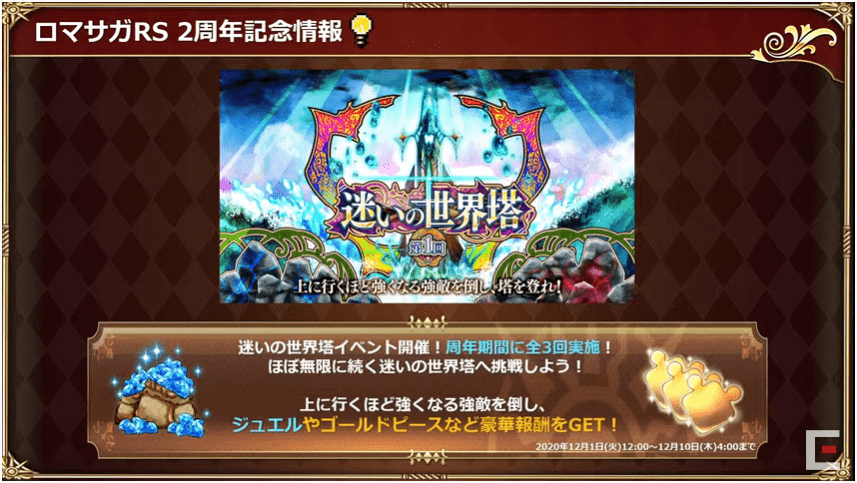 ロマサガRS 2周年記念情報
迷いの世界塔
第1回
上に行くほど強くなる強敵を倒し、塔を登れ!
迷いの世界塔イベント開催!周年期間に全3回実施!
ほぼ無限に続く迷いの世界塔へ挑戦しよう!
上に行くほど強くなる強敵を倒し、
ジュエルやゴールドピースなど豪華報酬をGET!
2020年12月1日(火)12:00～12月10日(木)4:00まで